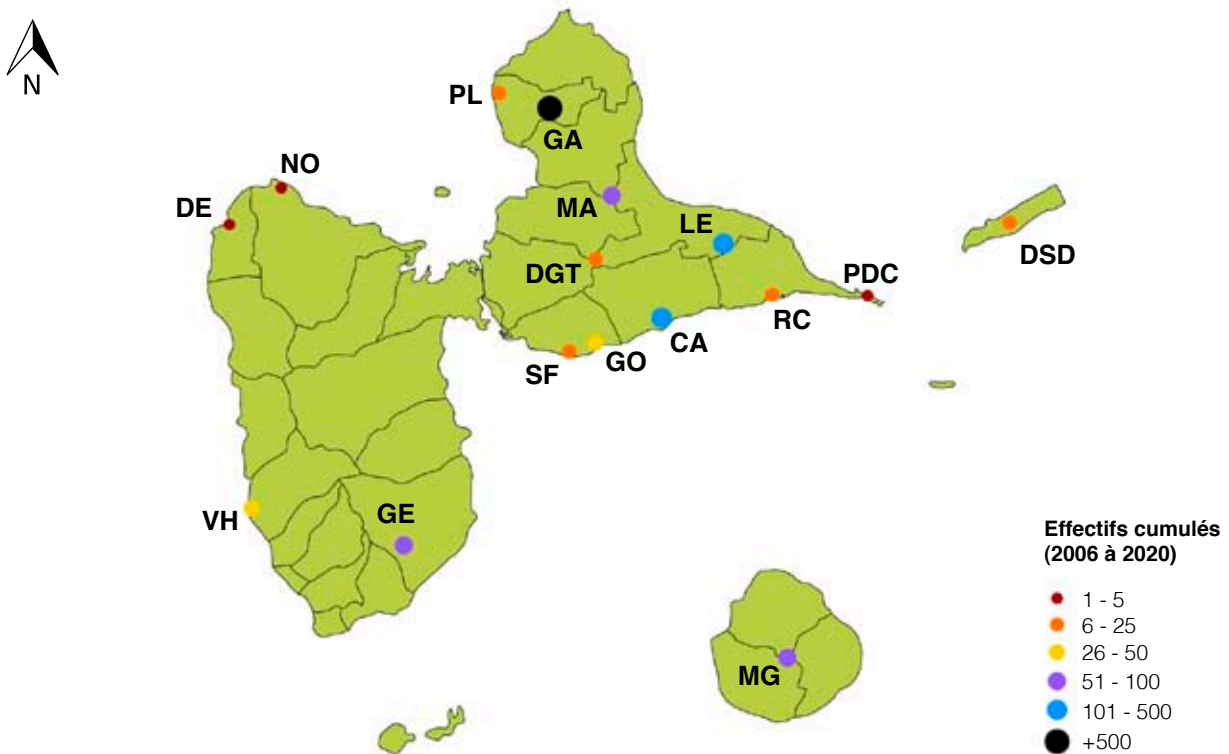 N
PL
GA
NO
DE
MA
LE
DGT
DSD
PDC
RC
CA
GO
SF
VH
GE
MG
Effectifs cumulés
(2006 à 2020)
1 - 5
6 - 25
26 - 50
51 - 100
101 - 500
+500